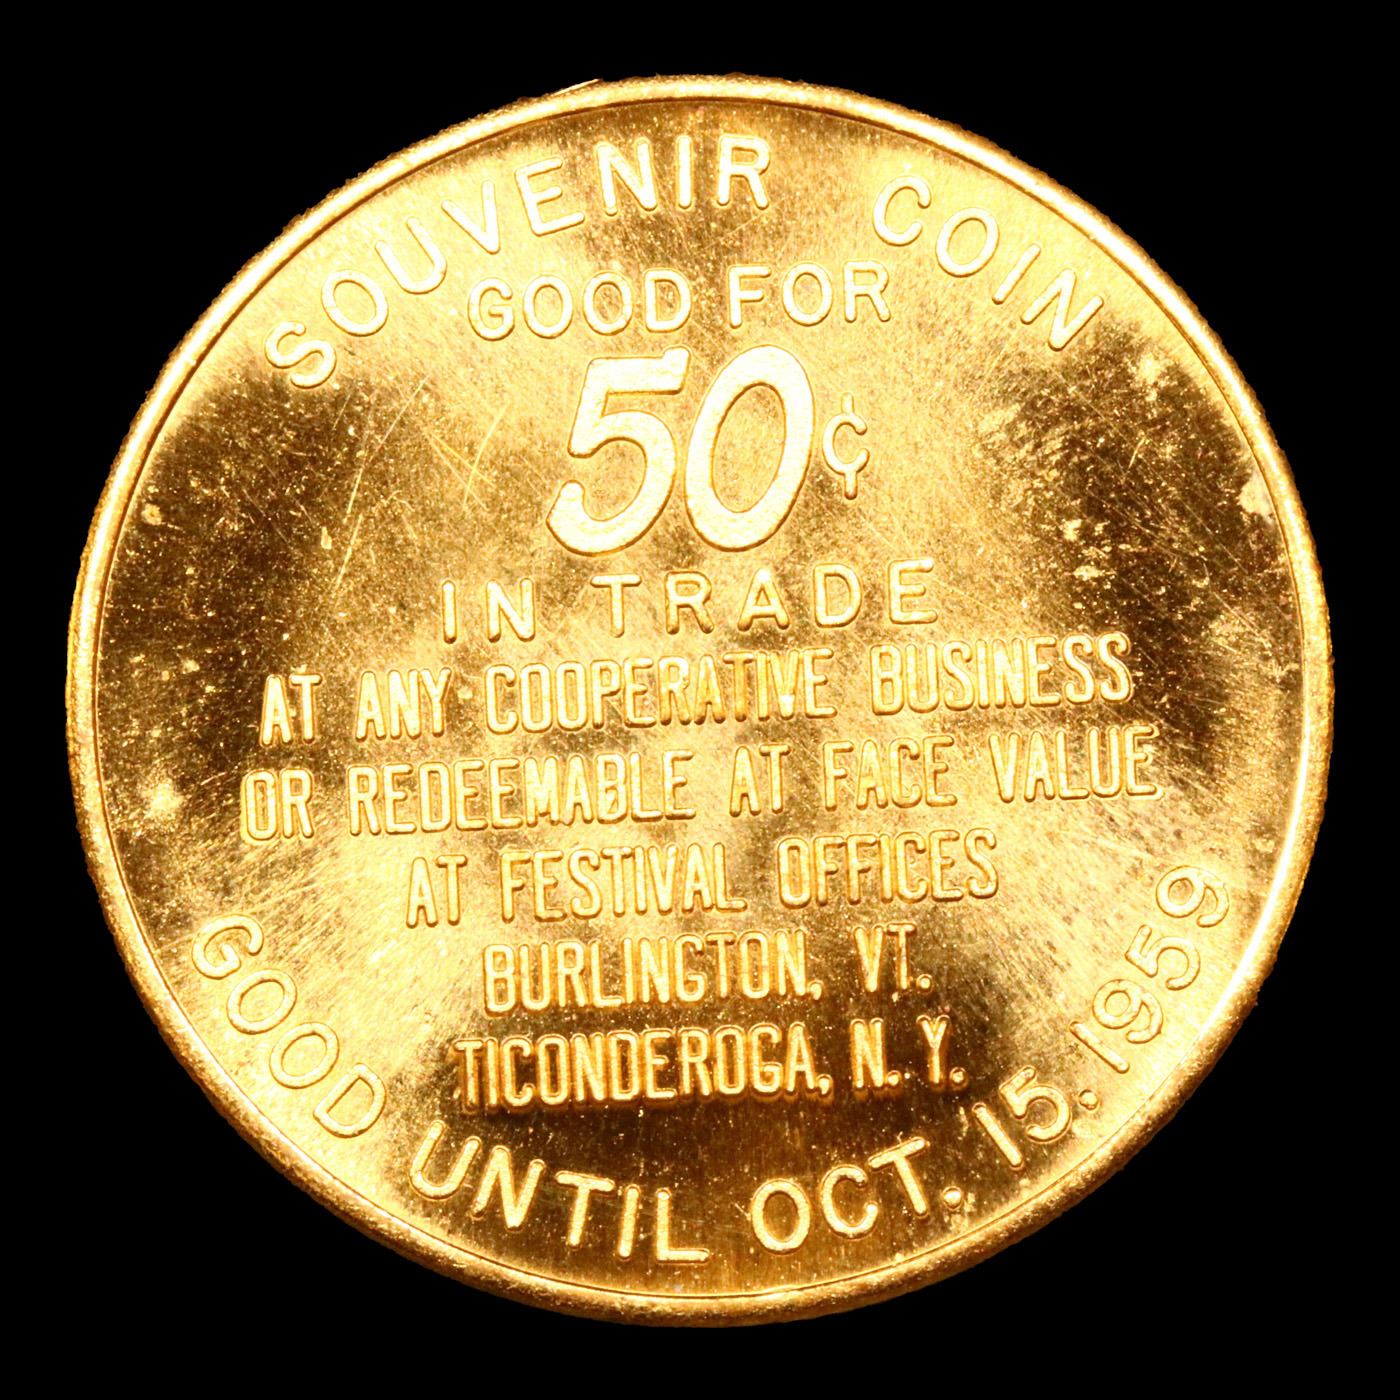 SOUVENIR COIN
GOOD FOR
50¢
IN TRADE
AT ANY COOPERATIVE BUSINESS
OR REDEEMABLE AT FACE VALUE
AT FESTIVAL OFFICES
BURLINGTON, VT.
TICONDEROGA, N. Y.
GOOD UNTIL OCT. 15. 1959